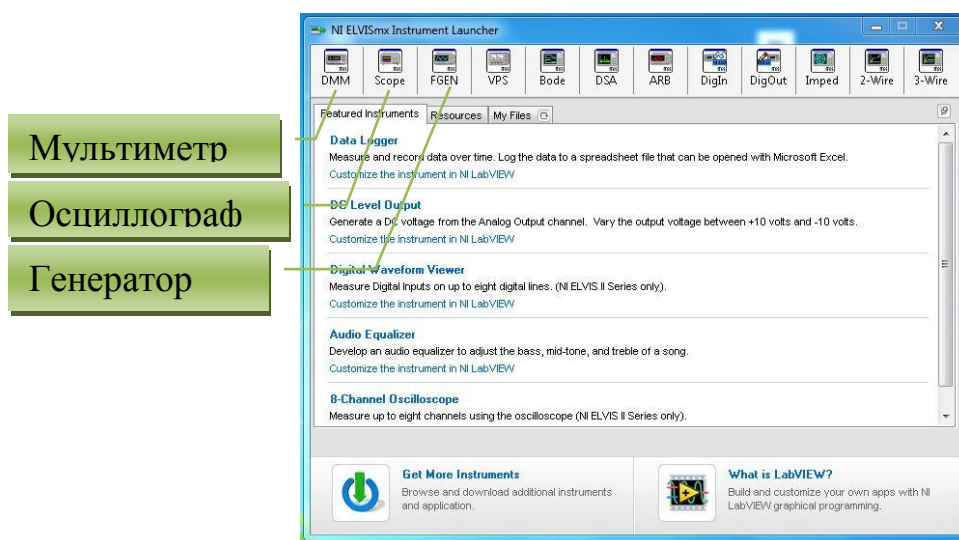 NI ELVISmx Instrument Launcher
DMM Scope FGEN VPS Bode DSA ARB DigIn DigOut Imped 2-Wire 3-Wire
Featured Instruments Resources My Files
Мультиметр
Осциллограф
Генератор
Data Logger
Measure and record data over time. Log the data to a spreadsheet file that can be opened with Microsoft Excel.
Customize the instrument in NI LabVIEW
DC Level Output
Generate a DC voltage from the Analog Output channel. Vary the output voltage between +10 volts and -10 volts.
Customize the instrument in NI LabVIEW
Digital Waveform Viewer
Measure Digital Inputs on up to eight digital lines. (NI ELVIS II Series only).
Customize the instrument in NI LabVIEW
Audio Equalizer
Develop an audio equalizer to adjust the bass, mid-tone, and treble of a song.
Customize the instrument in NI LabVIEW
8-Channel Oscilloscope
Measure up to eight channels using the oscilloscope (NI ELVIS II Series only).
Get More Instruments
Browse and download additional instruments
and application.
What is LabVIEW?
Build and customize your own apps with NI
LabVIEW graphical programming.